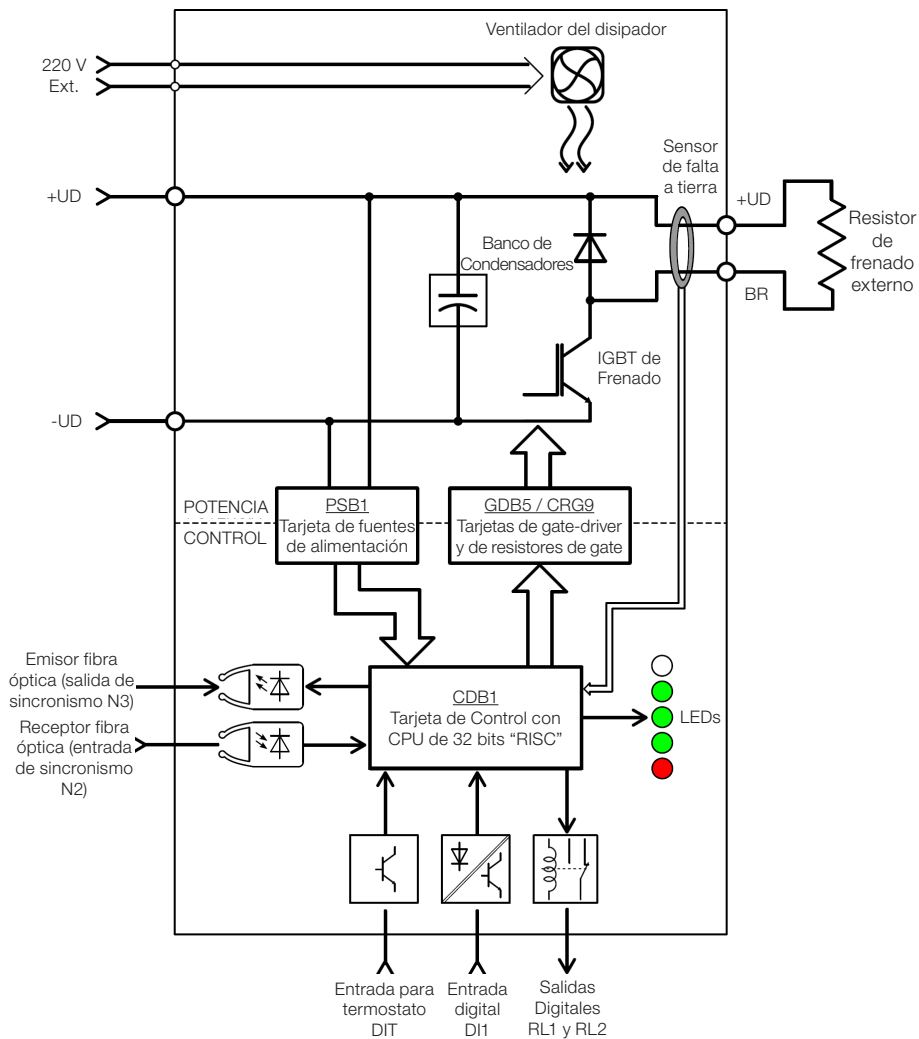 Ventilador del disipador
220 V
Ext.
Sensor
de falta
a tierra
+UD
+UD
Banco de
Condensadores
Resistor
de
frenado
externo
BR
IGBT de
Frenado
-UD
POTENCIA
CONTROL
PSB1
Tarjeta de fuentes
de alimentación
GDB5 / CRG9
Tarjetas de gate-driver
y de resistores de gate
Emisor fibra
óptica (salida de
sincronismo N3)
Receptor fibra
óptica (entrada
de sincronismo
N2)
CDB1
Tarjeta de Control con
CPU de 32 bits “RISC”
LEDs
Entrada para
termostato
DIT
Entrada
digital
DI1
Salidas
Digitales
RL1 y RL2